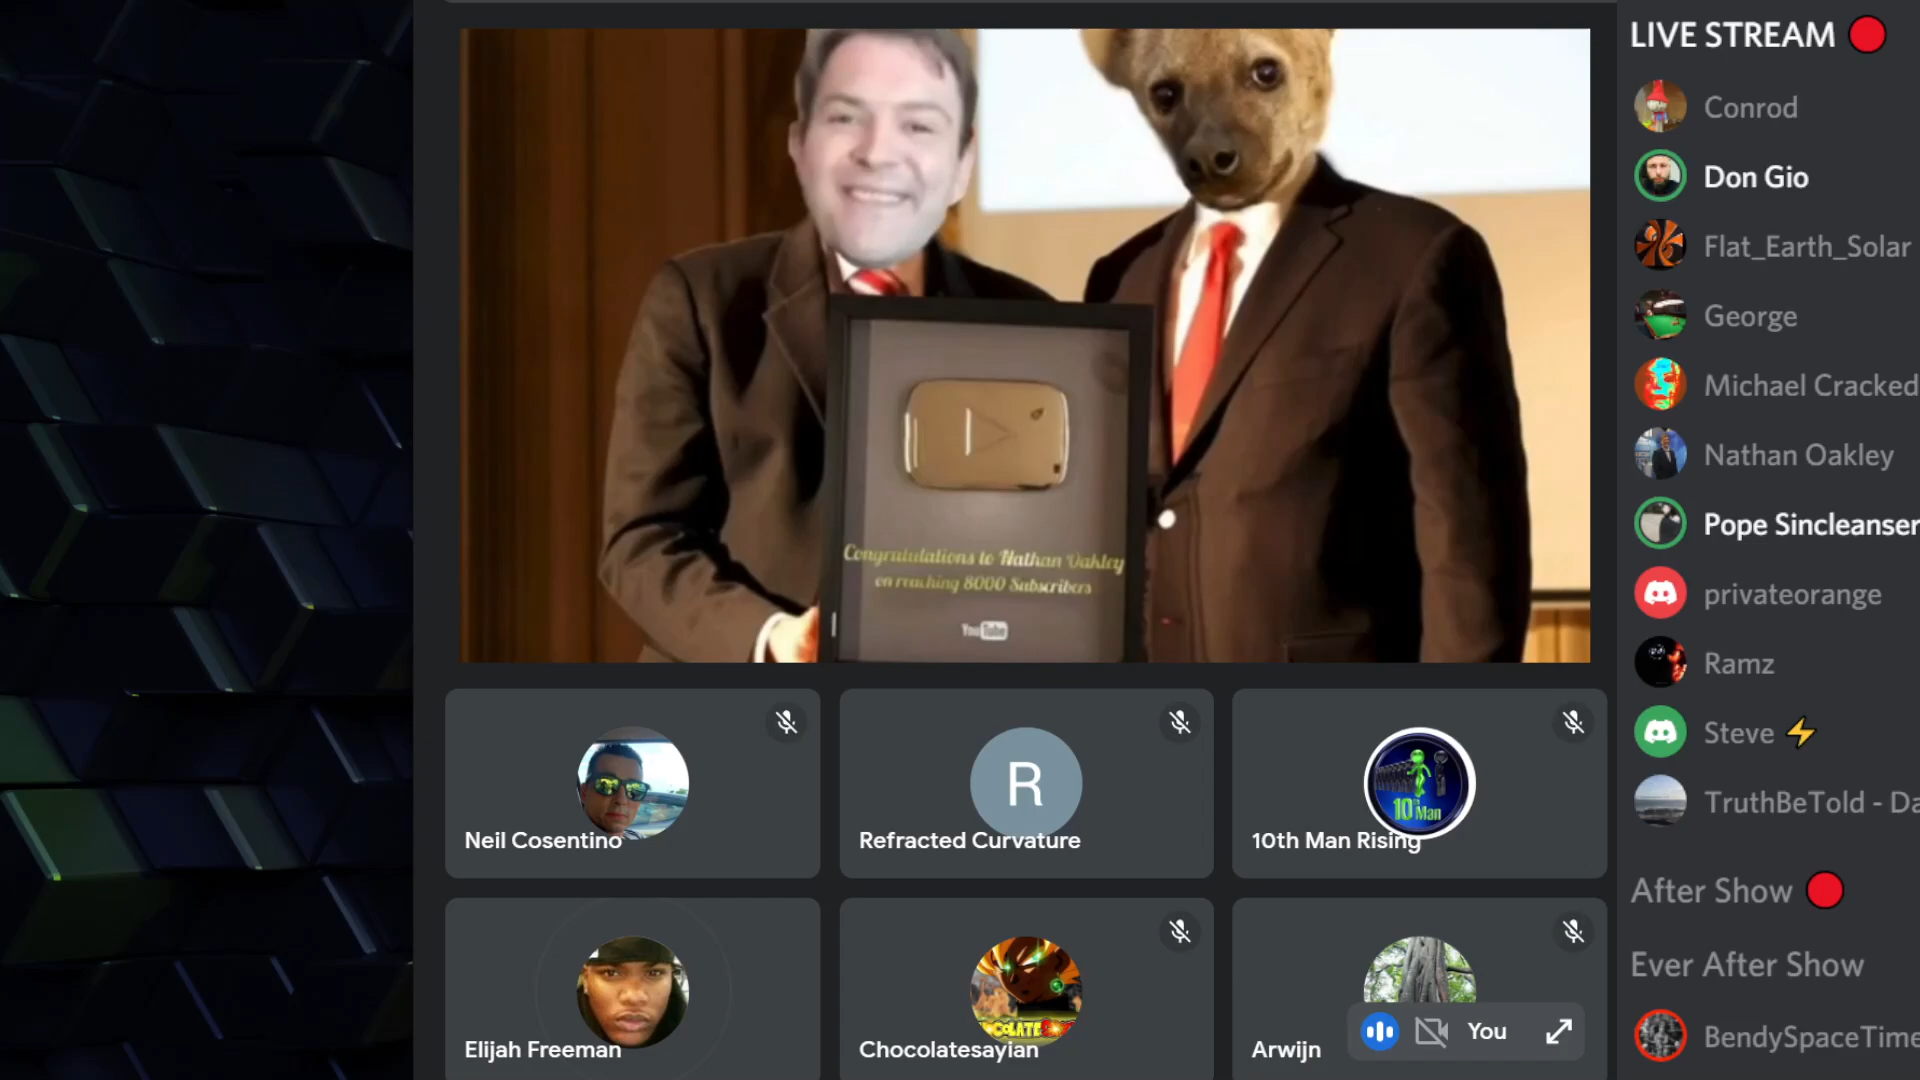 LIVE STREAM
Conrod
Don Gio
Flat_Earth_Solar
George
Michael Cracked
Nathan Oakley
Pope Sincleanser
privateorange
Ramz
Steve
TruthBeTold - Da
After Show
Ever After Show
BendySpaceTime
Congratulations to Nathan Oakley
on reaching 8000 Subscribers
YouTube
Neil Cosentino
R
Refracted Curvature
10th Man
10th Man Rising
Elijah Freeman
Chocolatesayian
Arwijn
You